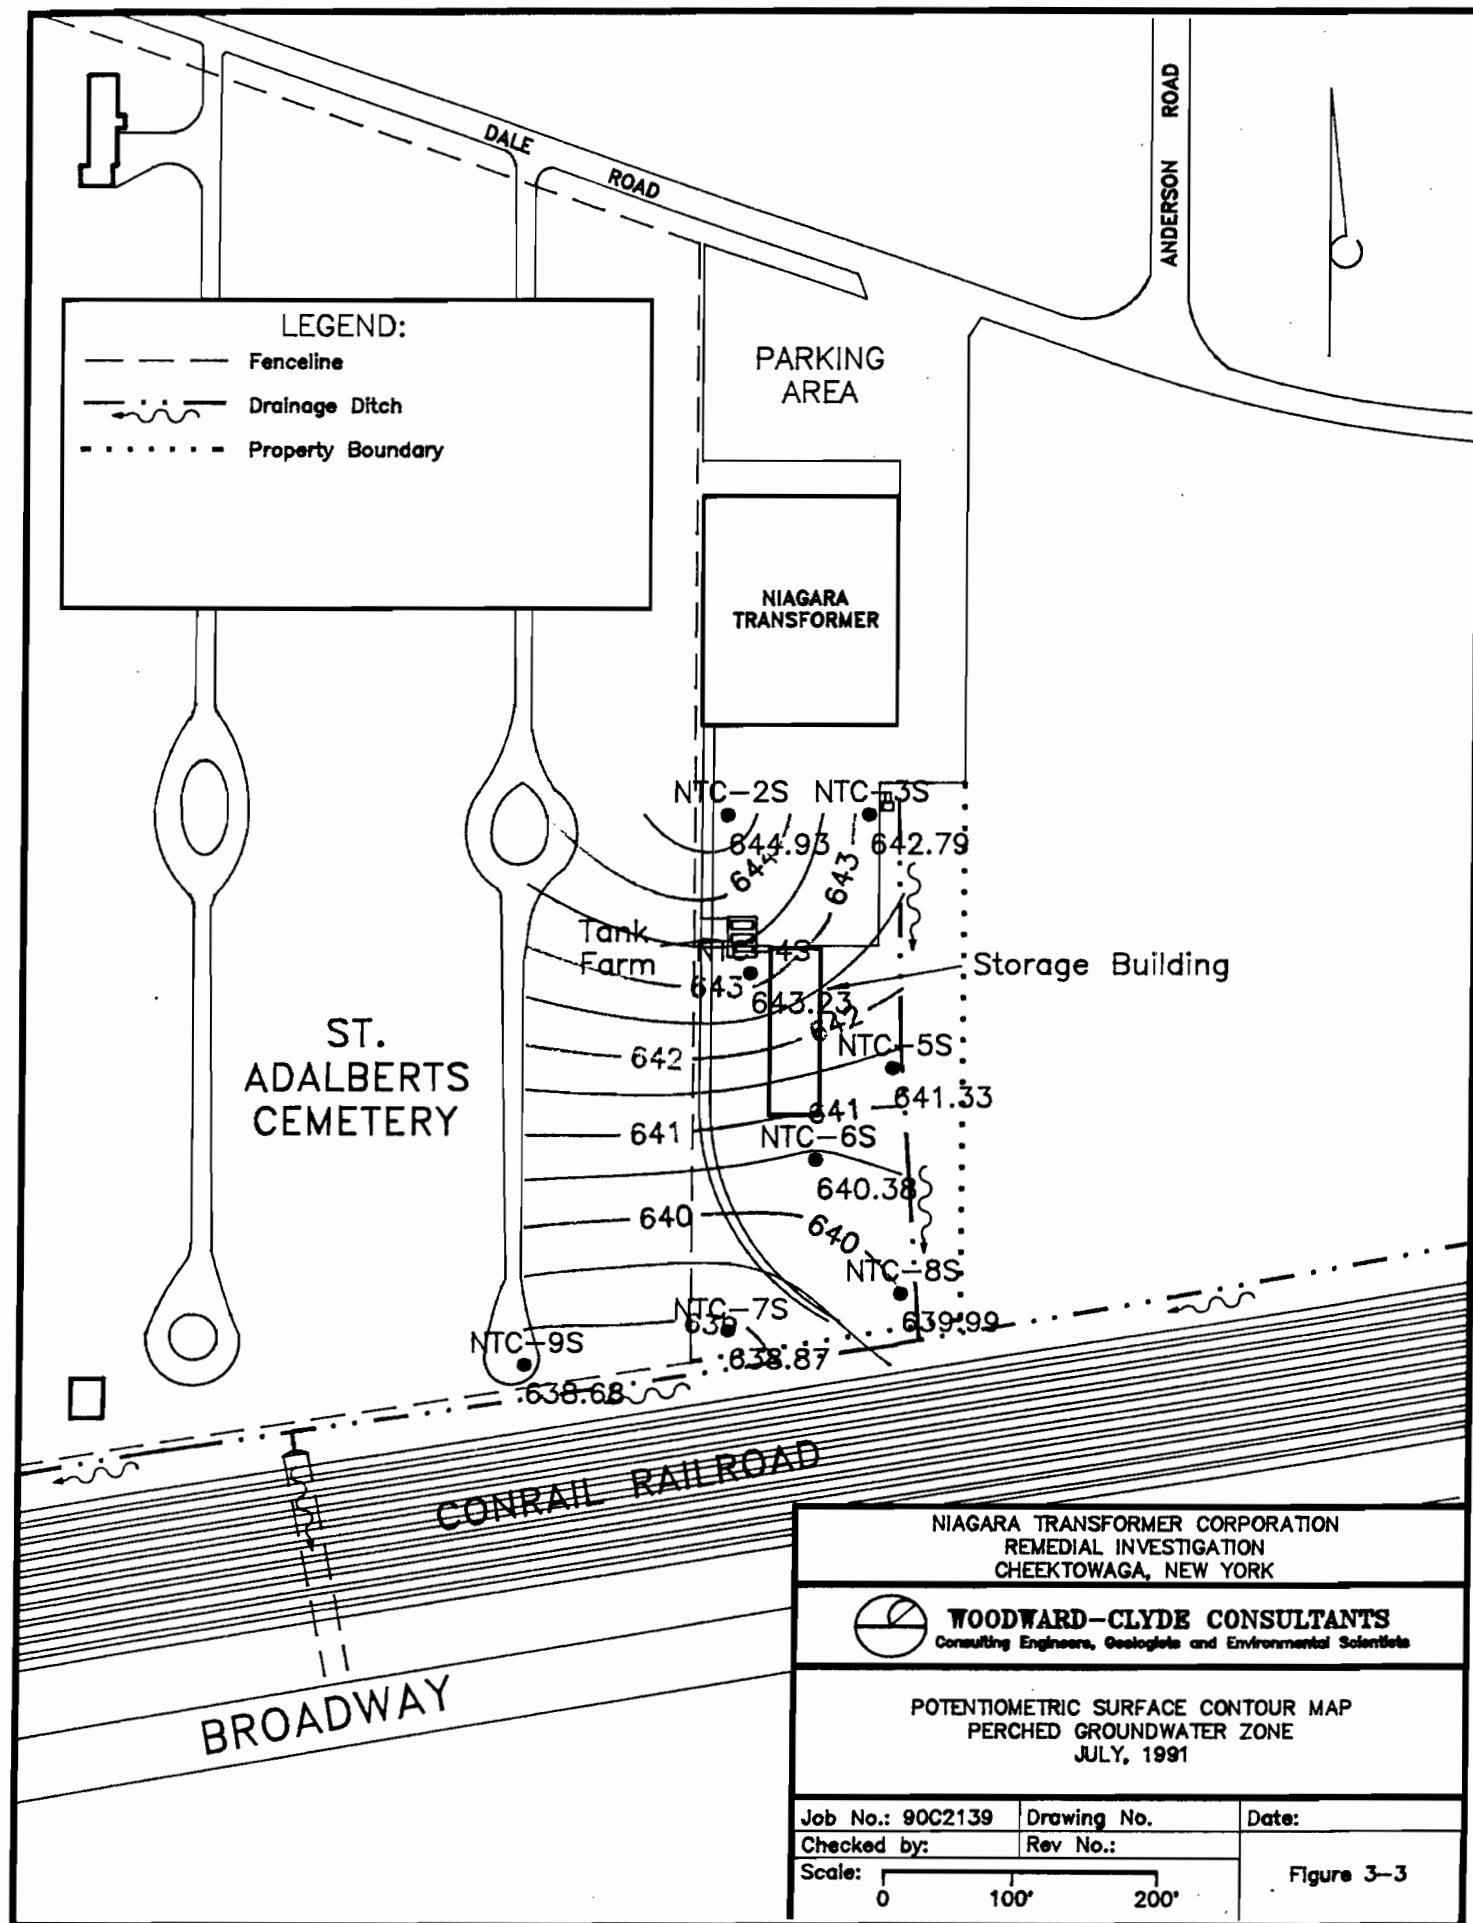 DALE
ROAD
ANDERSON ROAD
LEGEND:
Fenceline
Drainage Ditch
Property Boundary
PARKING
AREA
NIAGARA
TRANSFORMER
NTC-2S
NTC-3S
644.93
642.79
644
643
Tank
Farm
NTC-4S
643
643.23
Storage Building
642
642
NTC-5S
641.33
641
641
NTC-6S
640.38
ST.
ADALBERTS
CEMETERY
640
640
NTC-8S
639.99
NTC-7S
638.87
NTC-9S
638.68
CONRAIL RAILROAD
BROADWAY
NIAGARA TRANSFORMER CORPORATION
REMEDIAL INVESTIGATION
CHEEKTOWAGA, NEW YORK
WOODWARD-CLYDE CONSULTANTS
Consulting Engineers, Geologists and Environmental Scientists
POTENTIOMETRIC SURFACE CONTOUR MAP
PERCHED GROUNDWATER ZONE
JULY, 1991
Job No.: 90C2139
Drawing No.
Date:
Checked by:
Rev No.:
Scale:
0 100' 200'
Figure 3-3